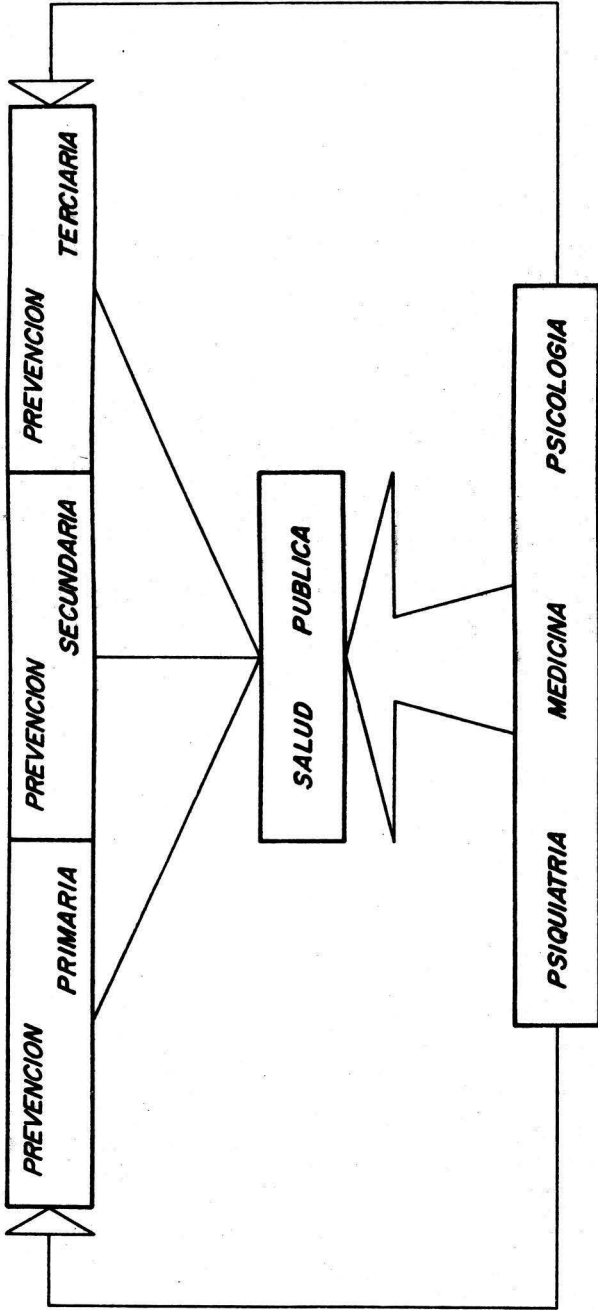 PREVENCION
PRIMARIA
PREVENCION
SECUNDARIA
PREVENCION
TERCIARIA
SALUD PUBLICA
PSIQUIATRIA MEDICINA PSICOLOGIA